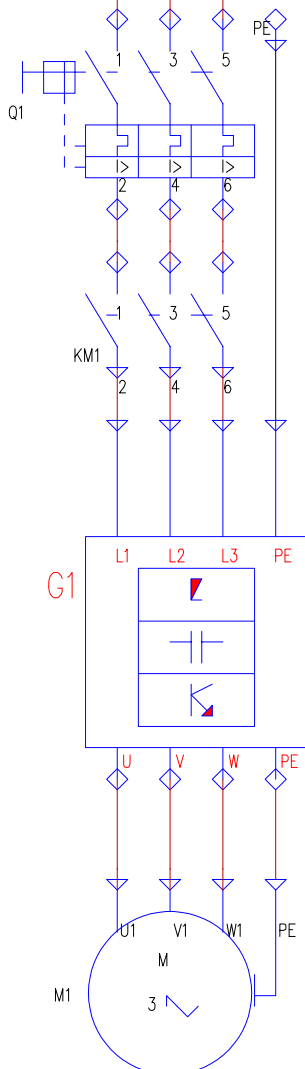 PE
1 3 5
Q1
I> I> I>
2 4 6
1 3 5
KM1
2 4 6
L1 L2 L3 PE
G1
U V W PE
U1 V1 W1 PE
M
M1
3